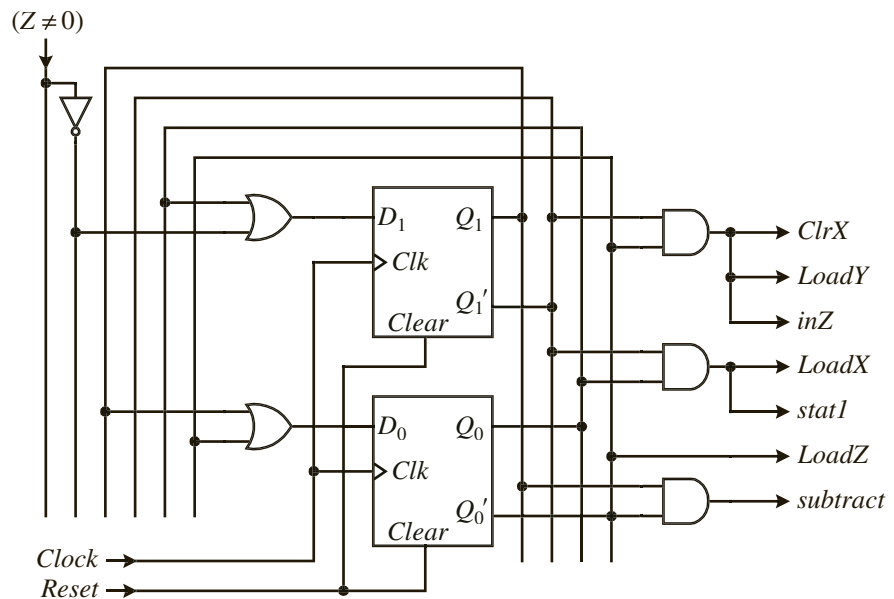 (Z ≠ 0)
D₁
Q₁
Clk
Q₁′
Clear
D₀
Q₀
Clk
Q₀′
Clear
ClrX
LoadY
inZ
LoadX
stat1
LoadZ
subtract
Clock
Reset